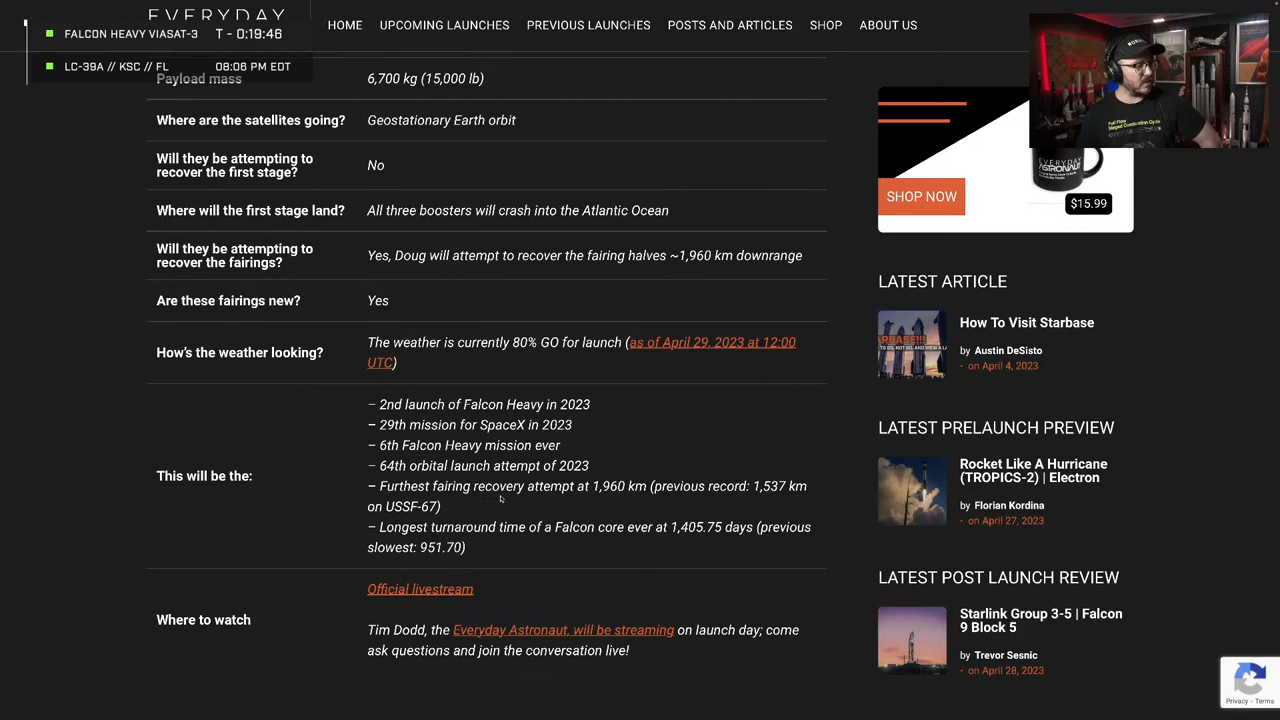 EVERYDAY
HOME
UPCOMING LAUNCHES
PREVIOUS LAUNCHES
POSTS AND ARTICLES
SHOP
ABOUT US
FALCON HEAVY VIASAT-3 T - 0:19:46
LC-39A // KSC // FL 08:06 PM EDT
Payload mass
6,700 kg (15,000 lb)
Where are the satellites going?
Geostationary Earth orbit
Will they be attempting to
recover the first stage?
No
Where will the first stage land?
All three boosters will crash into the Atlantic Ocean
Will they be attempting to
recover the fairings?
Yes, Doug will attempt to recover the fairing halves ~1,960 km downrange
Are these fairings new?
Yes
How's the weather looking?
The weather is currently 80% GO for launch (as of April 29, 2023 at 12:00
UTC)
This will be the:
– 2nd launch of Falcon Heavy in 2023
– 29th mission for SpaceX in 2023
– 6th Falcon Heavy mission ever
– 64th orbital launch attempt of 2023
– Furthest fairing recovery attempt at 1,960 km (previous record: 1,537 km
on USSF-67)
– Longest turnaround time of a Falcon core ever at 1,405.75 days (previous
slowest: 951.70)
Where to watch
Official livestream
Tim Dodd, the Everyday Astronaut, will be streaming on launch day; come
ask questions and join the conversation live!
SHOP NOW
EVERYDAY
ASTRONAUT
$15.99
LATEST ARTICLE
How To Visit Starbase
by Austin DeSisto
- on April 4, 2023
LATEST PRELAUNCH PREVIEW
Rocket Like A Hurricane
(TROPICS-2) | Electron
by Florian Kordina
- on April 27, 2023
LATEST POST LAUNCH REVIEW
Starlink Group 3-5 | Falcon
9 Block 5
by Trevor Sesnic
- on April 28, 2023
Privacy - Terms